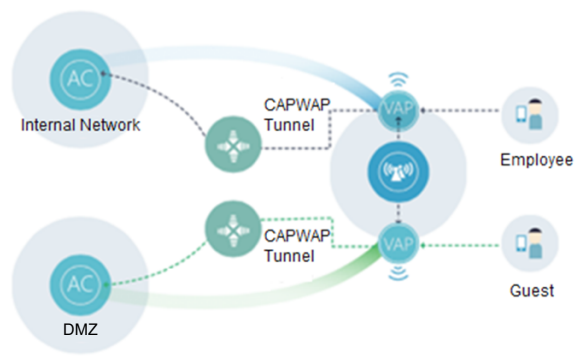 AC
Internal Network
CAPWAP
Tunnel
VAP
Employee
CAPWAP
Tunnel
VAP
Guest
AC
DMZ